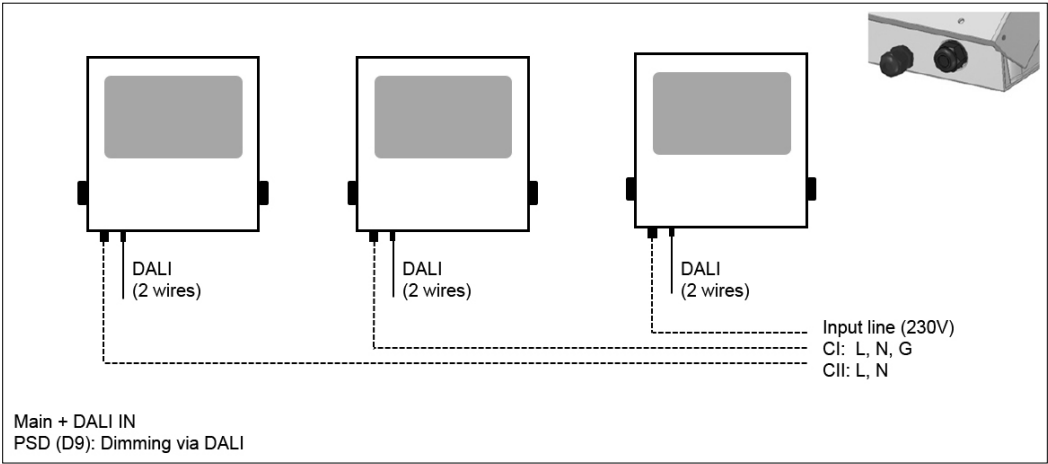 DALI
(2 wires)
DALI
(2 wires)
DALI
(2 wires)
Input line (230V)
CI: L, N, G
CII: L, N
Main + DALI IN
PSD (D9): Dimming via DALI